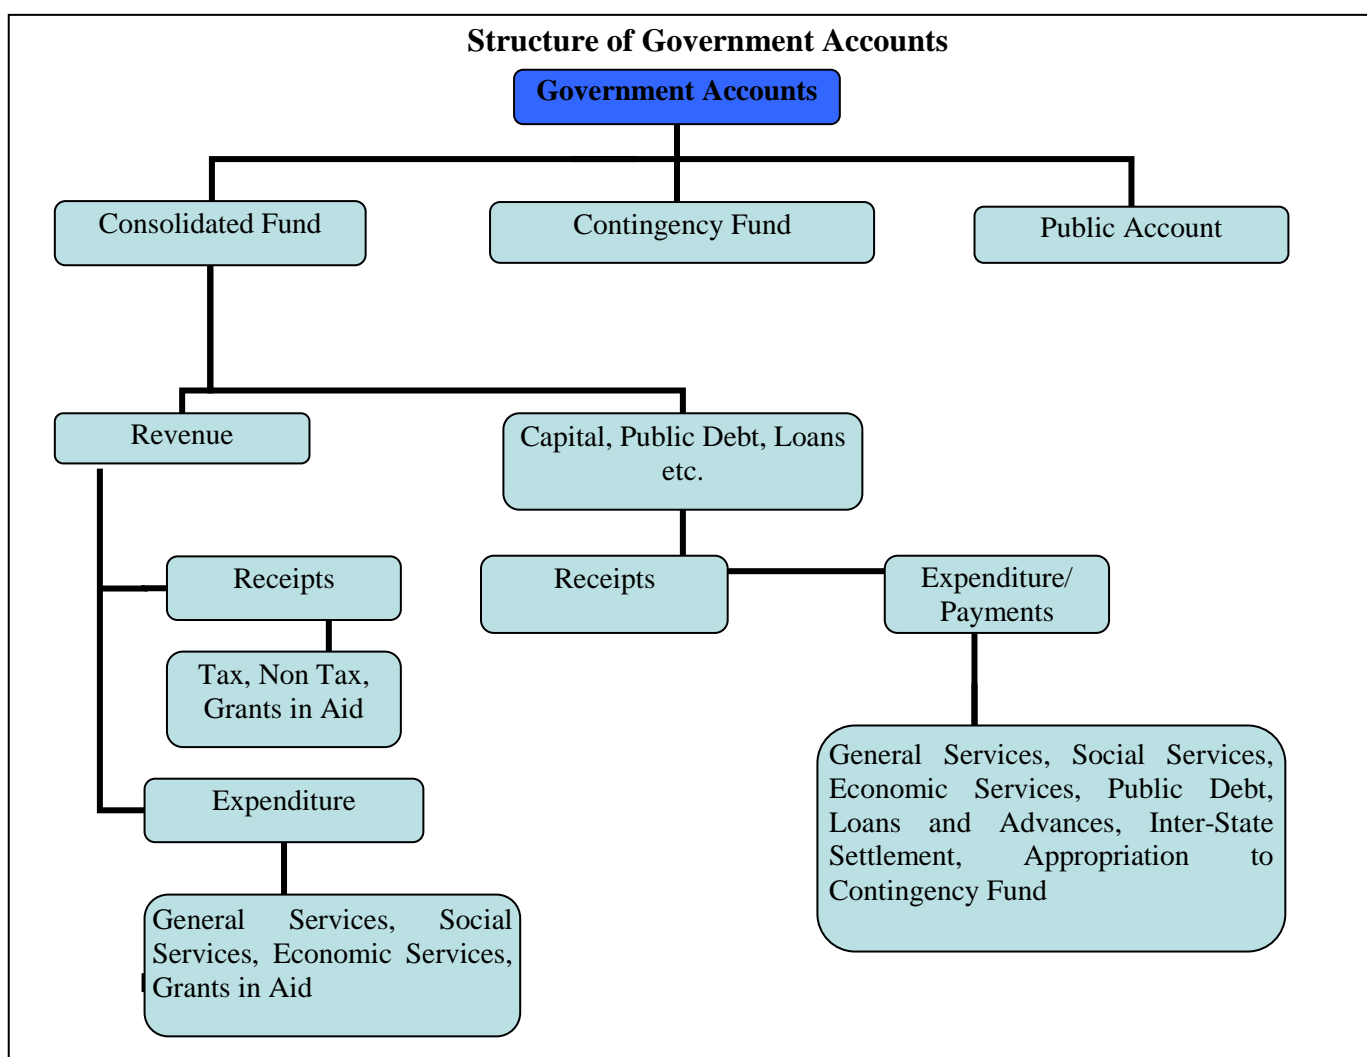 Structure of Government Accounts
Government Accounts
Consolidated Fund
Contingency Fund
Public Account
Revenue
Capital, Public Debt, Loans
etc.
Receipts
Receipts
Expenditure/
Payments
Tax, Non Tax,
Grants in Aid
General Services, Social Services,
Economic Services, Public Debt,
Loans and Advances, Inter-State
Settlement, Appropriation to
Contingency Fund
Expenditure
General Services, Social
Services, Economic Services,
Grants in Aid